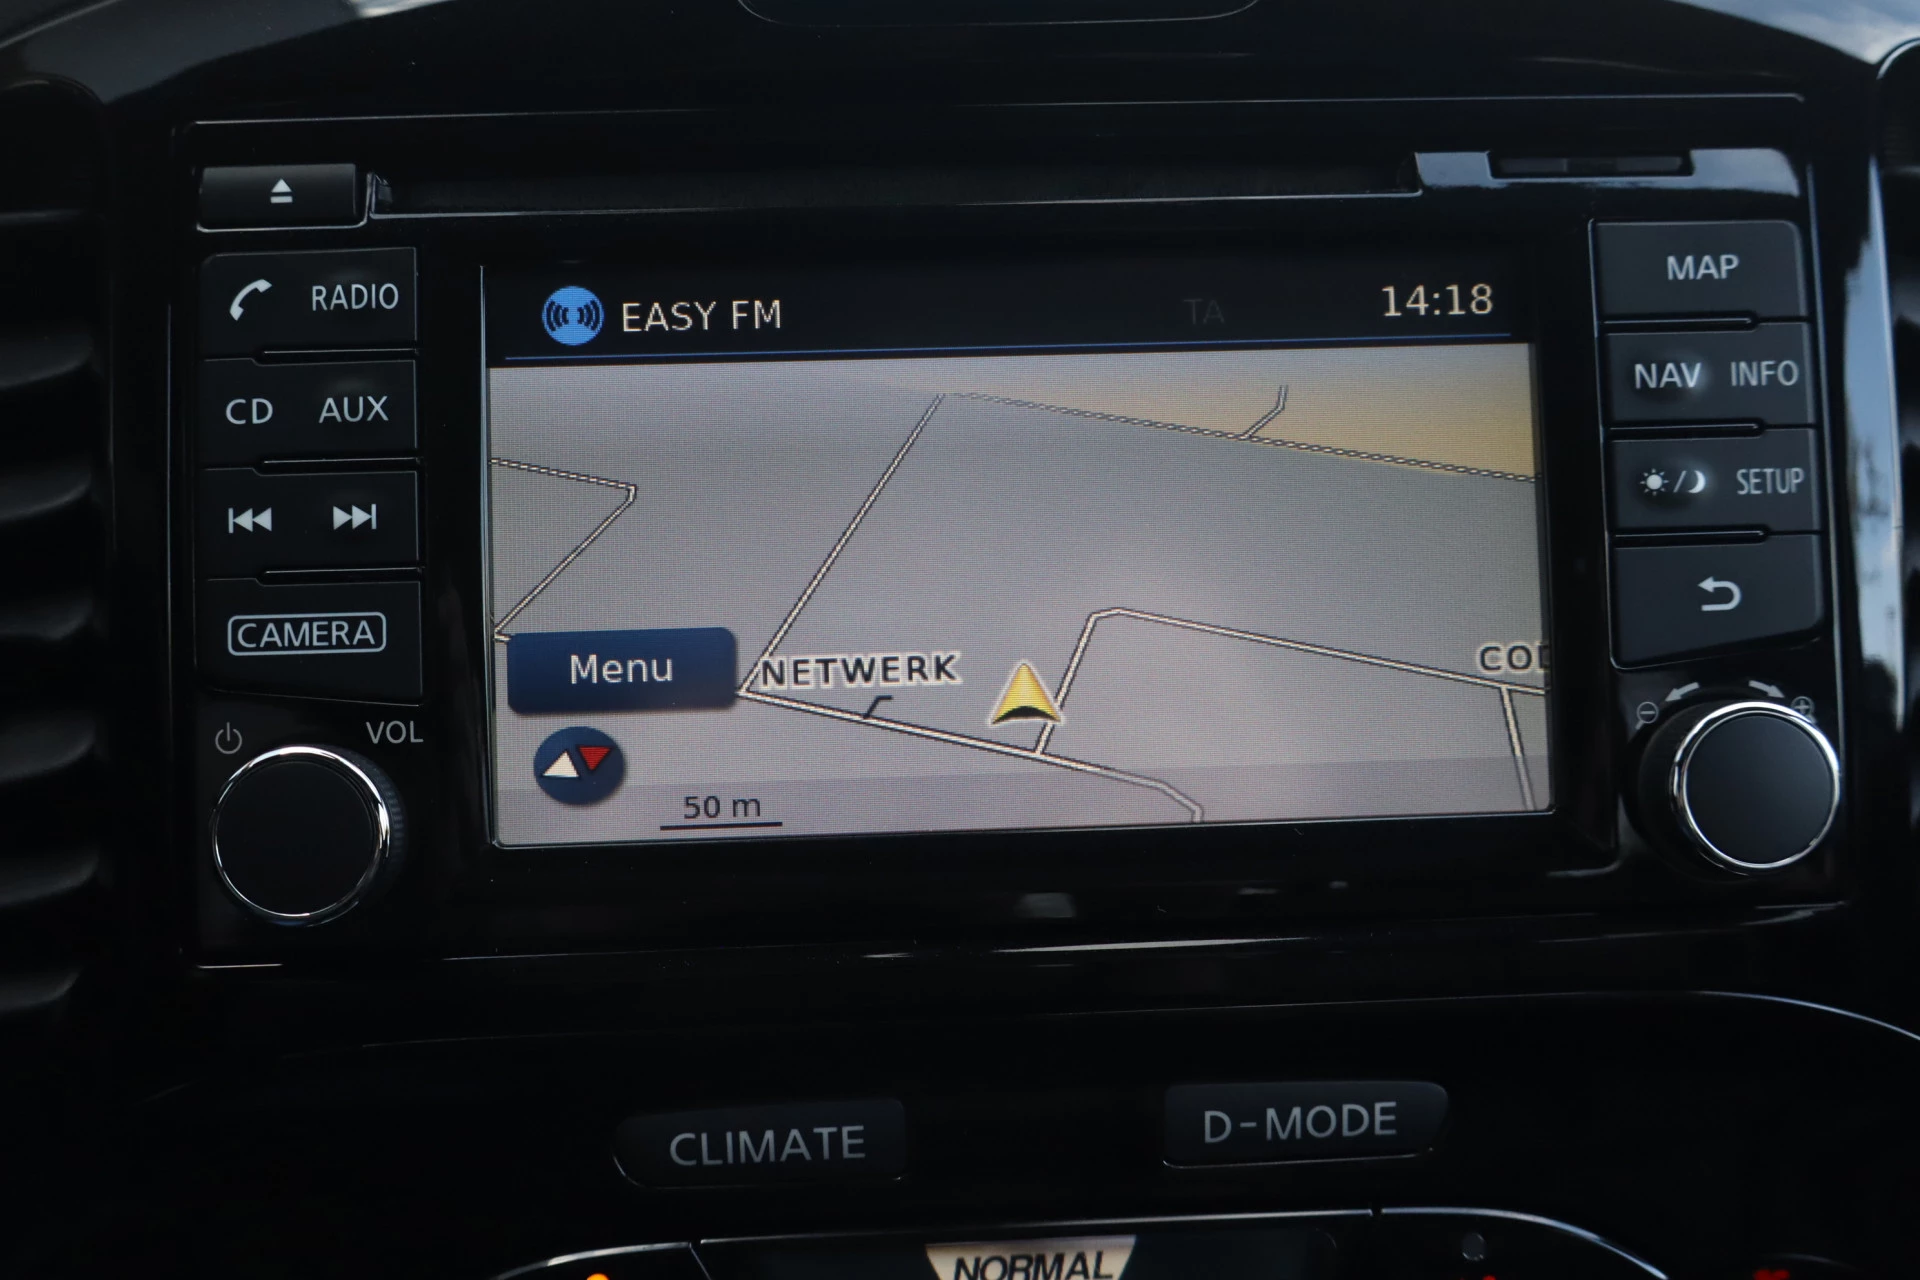 RADIO
CD AUX
CAMERA
VOL
EASY FM TA 14:18
NETWERK
Menu
50 m
MAP
NAV INFO
SETUP
CLIMATE
D-MODE
NORMAL